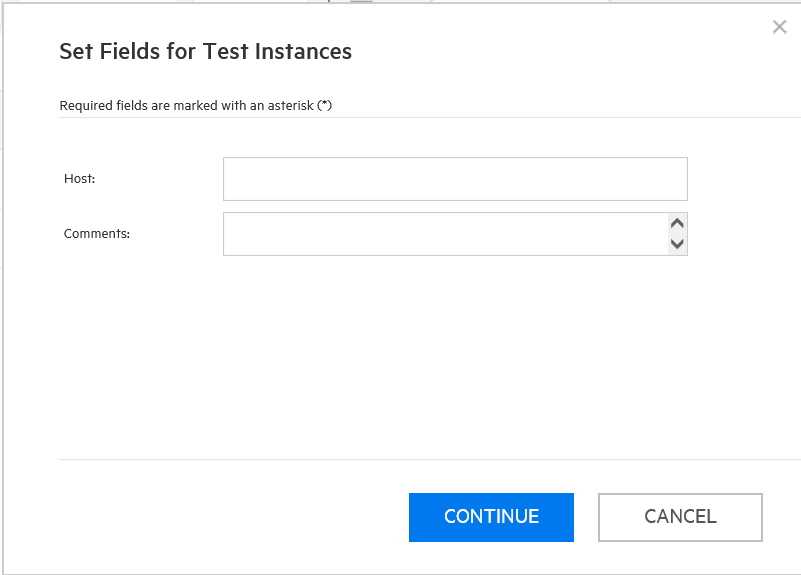 Set Fields for Test Instances
Required fields are marked with an asterisk (*)
Host:
Comments:
CONTINUE
CANCEL